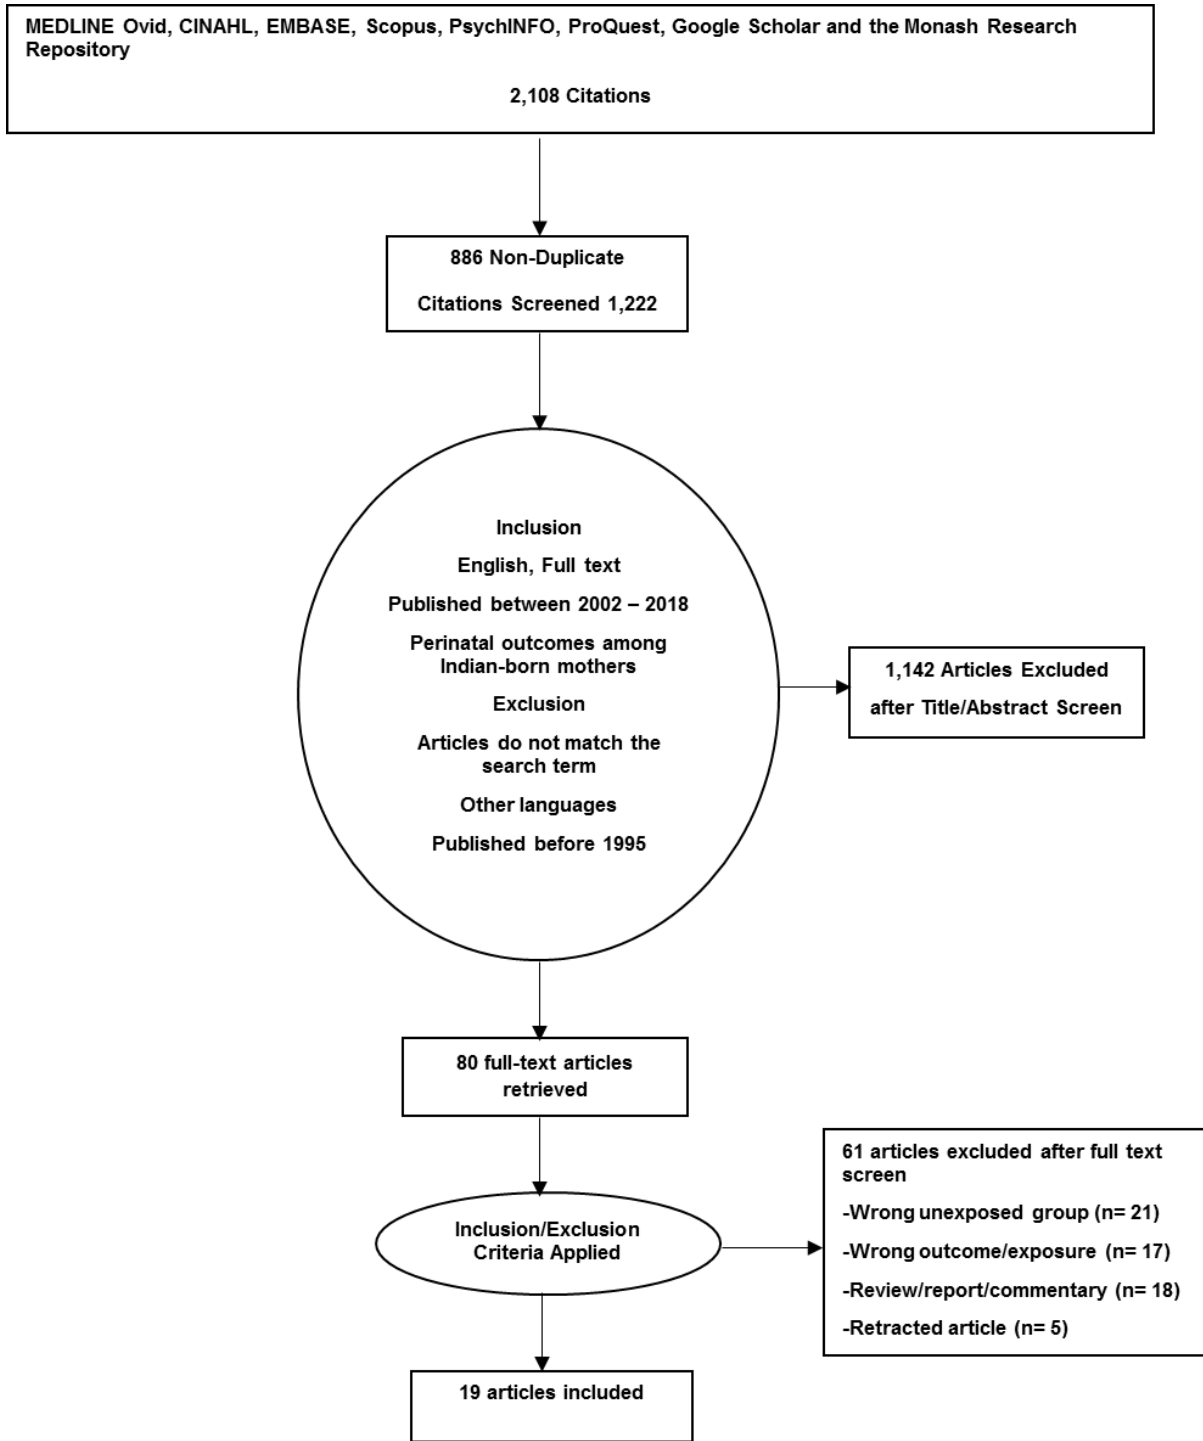 MEDLINE Ovid, CINAHL, EMBASE, Scopus, PsychINFO, ProQuest, Google Scholar and the Monash Research
Repository
2,108 Citations
886 Non-Duplicate
Citations Screened 1,222
Inclusion
English, Full text
Published between 2002 – 2018
Perinatal outcomes among
Indian-born mothers
Exclusion
Articles do not match the
search term
Other languages
Published before 1995
1,142 Articles Excluded
after Title/Abstract Screen
80 full-text articles
retrieved
Inclusion/Exclusion
Criteria Applied
61 articles excluded after full text
screen
-Wrong unexposed group (n= 21)
-Wrong outcome/exposure (n= 17)
-Review/report/commentary (n= 18)
-Retracted article (n= 5)
19 articles included